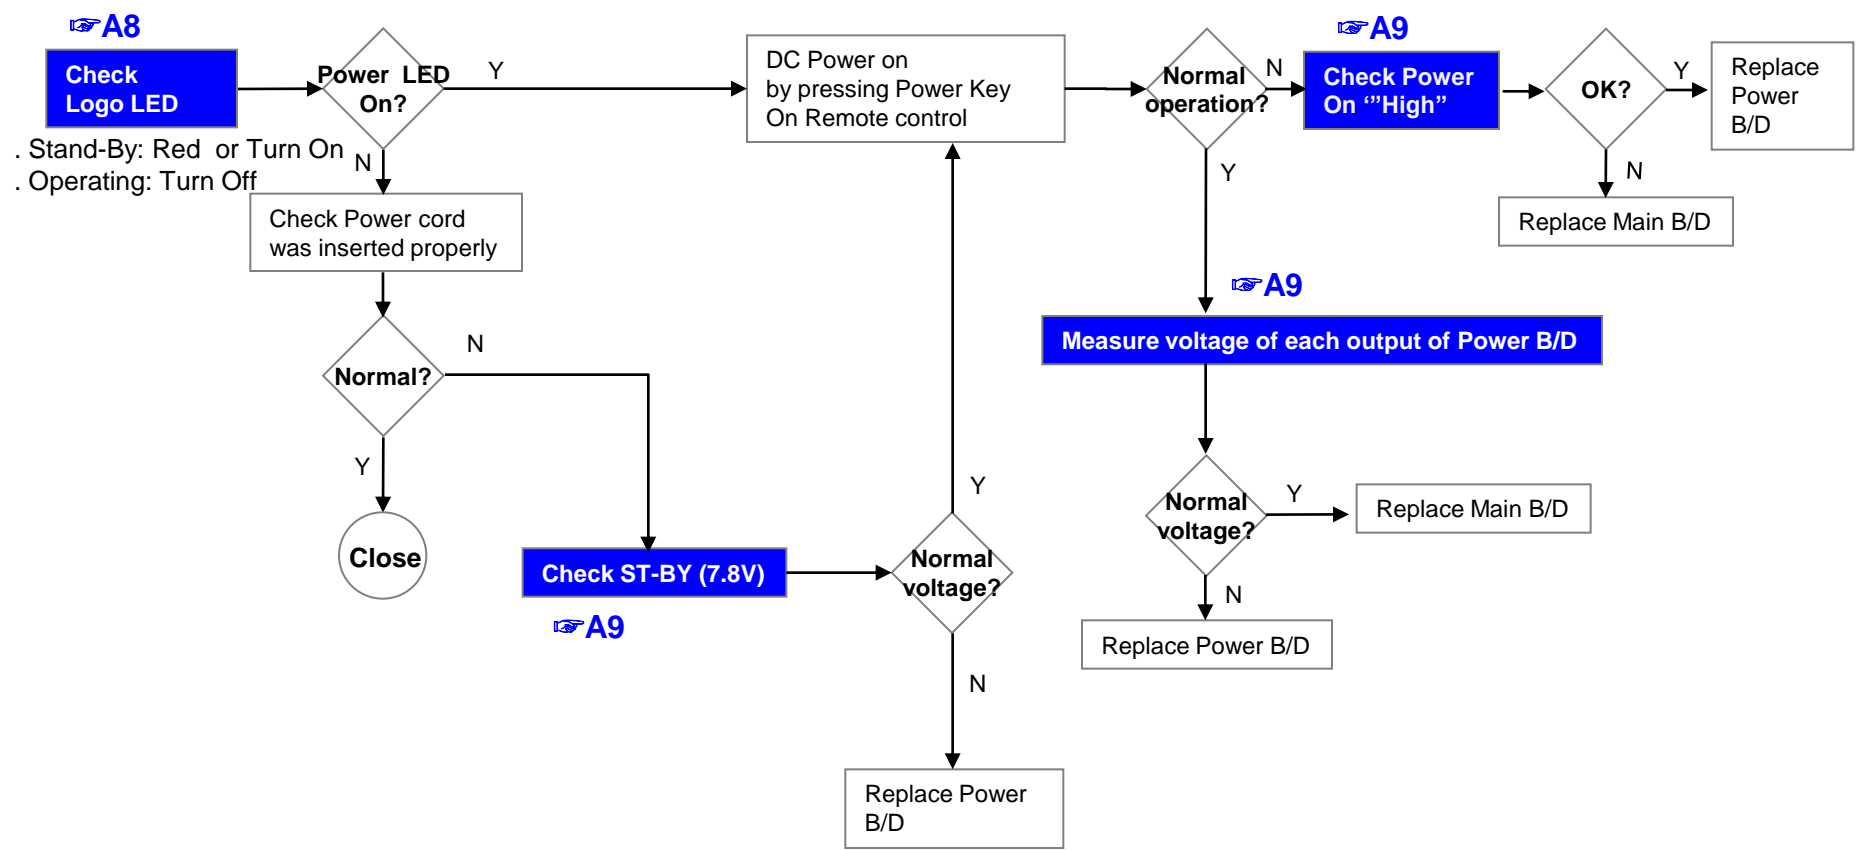 ☞A8
Check
Logo LED
. Stand-By: Red or Turn On
. Operating: Turn Off
Power LED
On?
Y
N
Check Power cord
was inserted properly
Normal?
N
Y
Close
Check ST-BY (7.8V)
☞A9
Normal
voltage?
Y
N
Replace Power
B/D
DC Power on
by pressing Power Key
On Remote control
Normal
operation?
N
Y
☞A9
Check Power
On ‘”High”
OK?
Y
N
Replace
Power
B/D
Replace Main B/D
☞A9
Measure voltage of each output of Power B/D
Normal
voltage?
Y
N
Replace Main B/D
Replace Power B/D